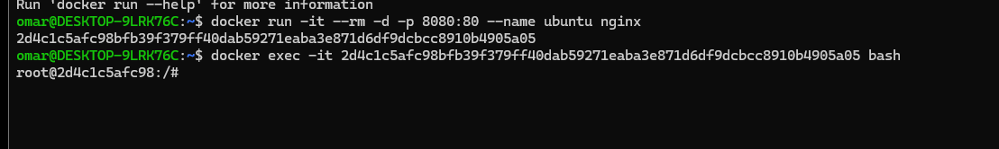 Run 'docker run --help' for more information
omar@DESKTOP-9LRK76C:~$ docker run -it --rm -d -p 8080:80 --name ubuntu nginx
2d4c1c5afc98bfb39f379ff40dab59271eaba3e871d6df9dcbcc8910b4905a05
omar@DESKTOP-9LRK76C:~$ docker exec -it 2d4c1c5afc98bfb39f379ff40dab59271eaba3e871d6df9dcbcc8910b4905a05 bash
root@2d4c1c5afc98:/#